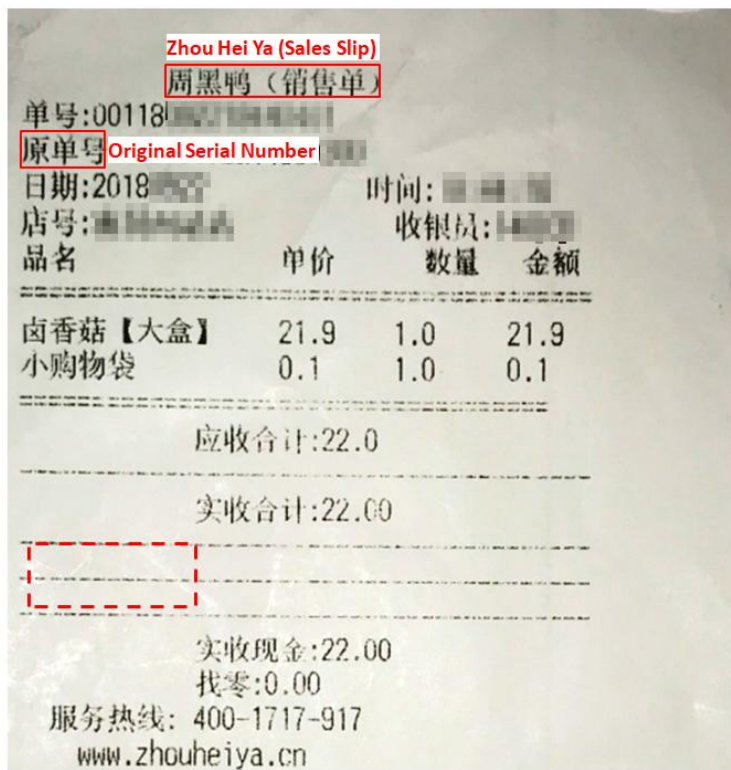 Zhou Hei Ya (Sales Slip)
周黑鸭（销售单）
单号:00118
原单号 Original Serial Number
日期:2018 时间:
店号: 收银员:
品名 单价 数量 金额
卤香菇【大盒】 21.9 1.0 21.9
小购物袋 0.1 1.0 0.1
应收合计:22.0
实收合计:22.00
实收现金:22.00
找零:0.00
服务热线: 400-1717-917
www.zhouheiya.cn